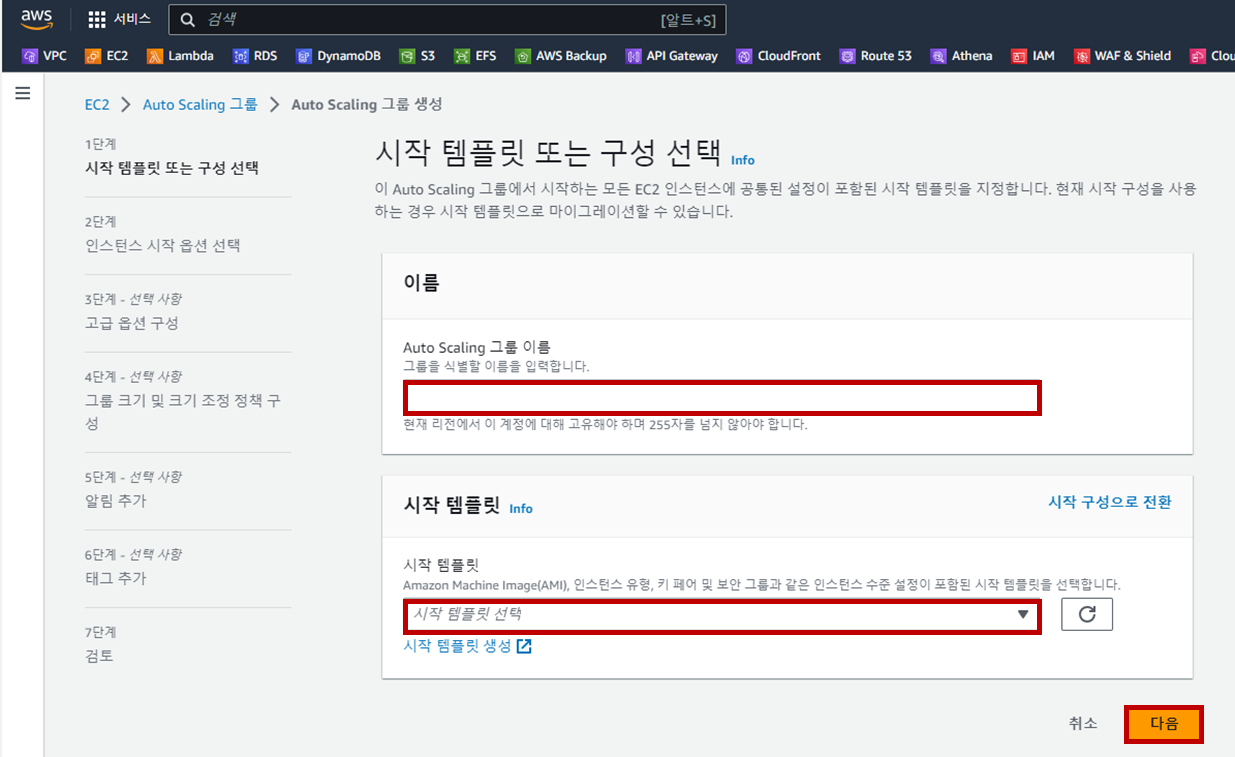 aws
서비스
검색
[알트+S]
VPC EC2 Lambda RDS DynamoDB S3 EFS AWS Backup API Gateway CloudFront Route 53 Athena IAM WAF & Shield Clou
EC2 > Auto Scaling 그룹 > Auto Scaling 그룹 생성
1단계
시작 템플릿 또는 구성 선택
2단계
인스턴스 시작 옵션 선택
3단계 - 선택 사항
고급 옵션 구성
4단계 - 선택 사항
그룹 크기 및 크기 조정 정책 구
성
5단계 - 선택 사항
알림 추가
6단계 - 선택 사항
태그 추가
7단계
검토
시작 템플릿 또는 구성 선택 Info
이 Auto Scaling 그룹에서 시작하는 모든 EC2 인스턴스에 공통된 설정이 포함된 시작 템플릿을 지정합니다. 현재 시작 구성을 사용
하는 경우 시작 템플릿으로 마이그레이션할 수 있습니다.
이름
Auto Scaling 그룹 이름
그룹을 식별할 이름을 입력합니다.
현재 리전에서 이 계정에 대해 고유해야 하며 255자를 넘지 않아야 합니다.
시작 템플릿 Info
시작 구성으로 전환
시작 템플릿
Amazon Machine Image(AMI), 인스턴스 유형, 키 페어 및 보안 그룹과 같은 인스턴스 수준 설정이 포함된 시작 템플릿을 선택합니다.
시작 템플릿 선택
시작 템플릿 생성
취소
다음